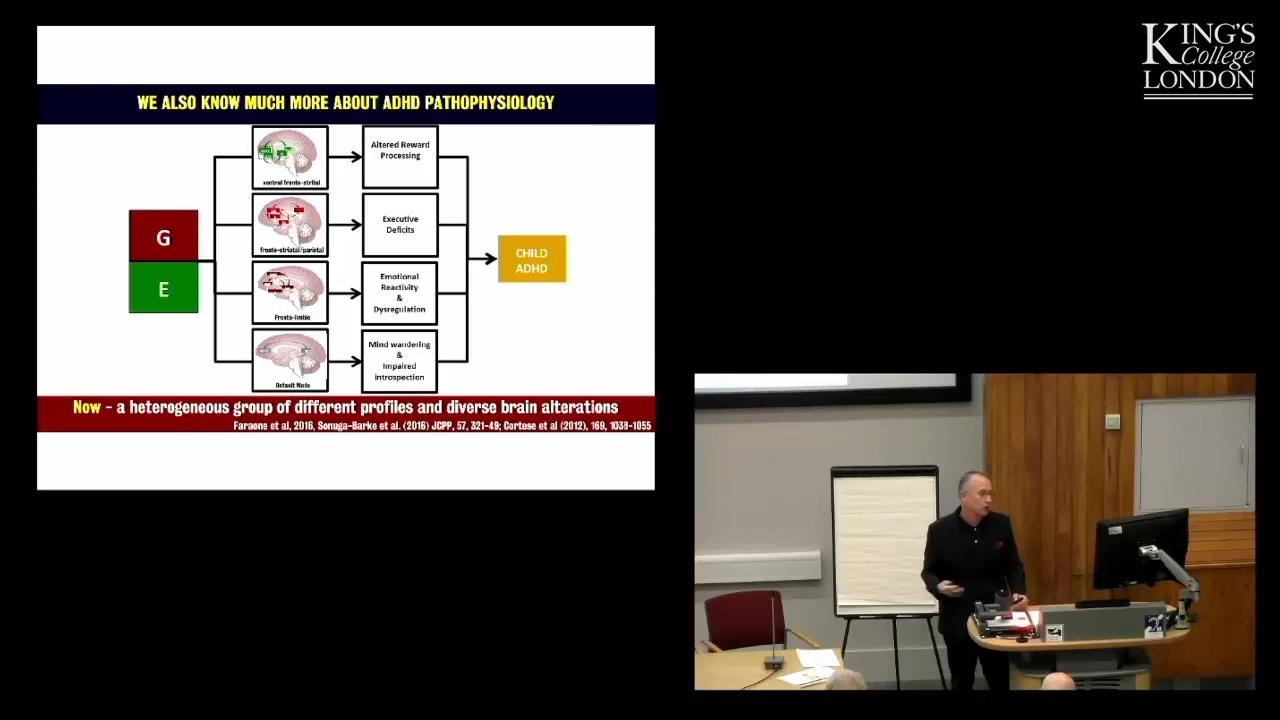 KING'S
College
LONDON
WE ALSO KNOW MUCH MORE ABOUT ADHD PATHOPHYSIOLOGY
G
E
ventral fronto-striatal
Altered Reward
Processing
fronto-striatal/parietal
Executive
Deficits
Fronto-limbic
Emotional
Reactivity
&
Dysregulation
Default Mode
Mind wandering
&
Impaired
introspection
CHILD
ADHD
Now - a heterogeneous group of different profiles and diverse brain alterations
Faraone et al, 2016, Sonuga-Barke et al. (2016) JCPP, 57, 321-49; Cortese et al (2012), 169, 1038-1055